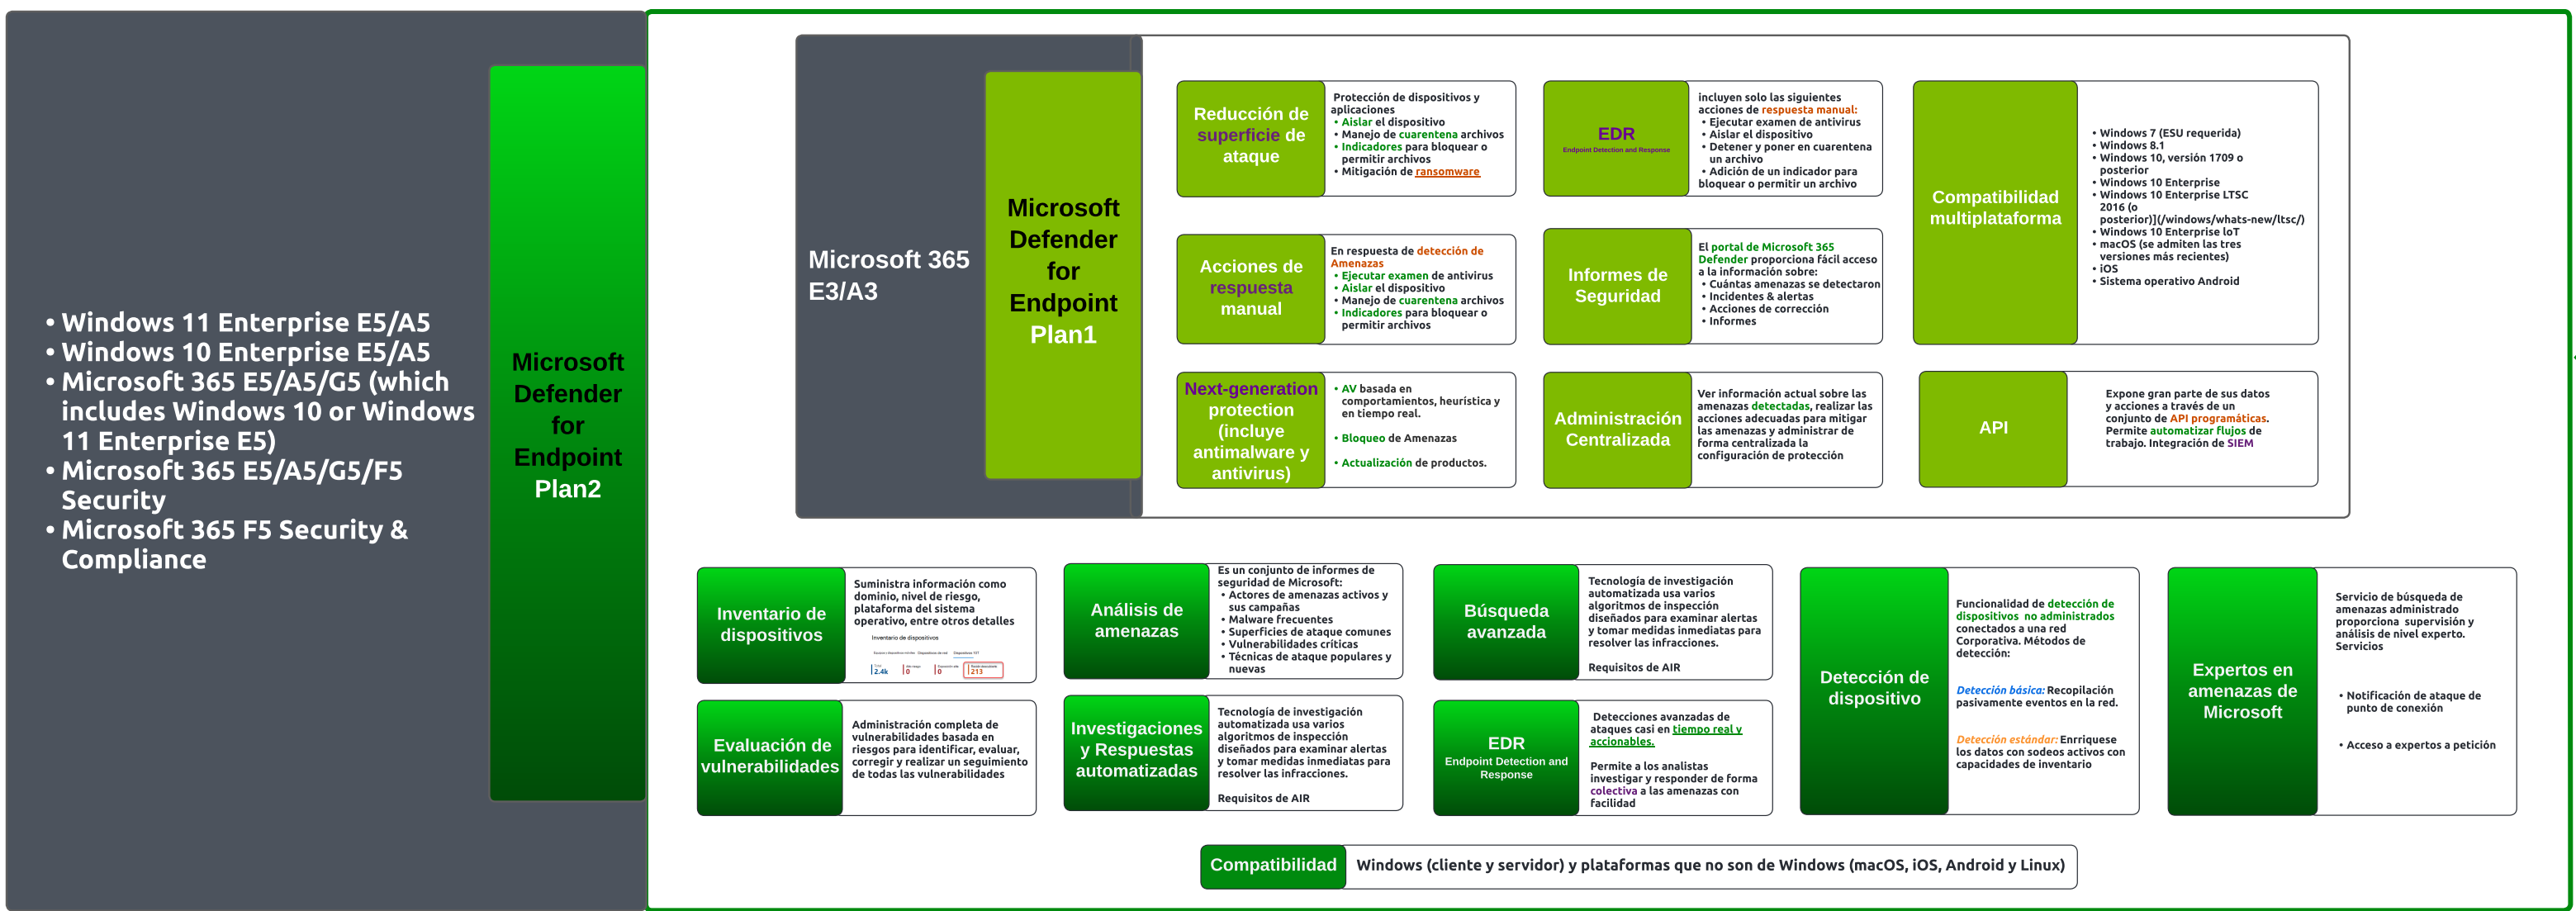 • Windows 11 Enterprise E5/A5
• Windows 10 Enterprise E5/A5
• Microsoft 365 E5/A5/G5 (which
includes Windows 10 or Windows
11 Enterprise E5)
• Microsoft 365 E5/A5/G5/F5
Security
• Microsoft 365 F5 Security &
Compliance
Microsoft
Defender
for
Endpoint
Plan2
Microsoft 365
E3/A3
Microsoft
Defender
for
Endpoint
Plan1
Reducción de
superficie de
ataque
Protección de dispositivos y
aplicaciones
• Aislar el dispositivo
• Manejo de cuarentena archivos
• Indicadores para bloquear o
permitir archivos
• Mitigación de ransomware
EDR
Endpoint Detection and Response
incluyen solo las siguientes
acciones de respuesta manual:
• Ejecutar examen de antivirus
• Aislar el dispositivo
• Detener y poner en cuarentena
un archivo
• Adición de un indicador para
bloquear o permitir un archivo
Compatibilidad
multiplataforma
• Windows 7 (ESU requerida)
• Windows 8.1
• Windows 10, versión 1709 o
posterior
• Windows 10 Enterprise
• Windows 10 Enterprise LTSC
2016 (o
posterior)](/windows/whats-new/ltsc/)
• Windows 10 Enterprise IoT
• macOS (se admiten las tres
versiones más recientes)
• iOS
• Sistema operativo Android
Acciones de
respuesta
manual
En respuesta de detección de
Amenazas
• Ejecutar examen de antivirus
• Aislar el dispositivo
• Manejo de cuarentena archivos
• Indicadores para bloquear o
permitir archivos
Informes de
Seguridad
El portal de Microsoft 365
Defender proporciona fácil acceso
a la información sobre:
• Cuántas amenazas se detectaron
• Incidentes & alertas
• Acciones de corrección
• Informes
Next-generation
protection
(incluye
antimalware y
antivirus)
• AV basada en
comportamientos, heurística y
en tiempo real.
• Bloqueo de Amenazas
• Actualización de productos.
Administración
Centralizada
Ver información actual sobre las
amenazas detectadas, realizar las
acciones adecuadas para mitigar
las amenazas y administrar de
forma centralizada la
configuración de protección
API
Expone gran parte de sus datos
y acciones a través de un
conjunto de API programáticas.
Permite automatizar flujos de
trabajo. Integración de SIEM
Inventario de
dispositivos
Suministra información como
dominio, nivel de riesgo,
plataforma del sistema
operativo, entre otros detalles
Inventario de dispositivos
2.4k
0
0
213
Análisis de
amenazas
Es un conjunto de informes de
seguridad de Microsoft:
• Actores de amenazas activos y
sus campañas
• Malware frecuentes
• Superficies de ataque comunes
• Vulnerabilidades críticas
• Técnicas de ataque populares y
nuevas
Búsqueda
avanzada
Tecnología de investigación
automatizada usa varios
algoritmos de inspección
diseñados para examinar alertas
y tomar medidas inmediatas para
resolver las infracciones.
Requisitos de AIR
Detección de
dispositivo
Funcionalidad de detección de
dispositivos no administrados
conectados a una red
Corporativa. Métodos de
detección:
Detección básica: Recopilación
pasivamente eventos en la red.
Detección estándar: Enrriquese
los datos con sodeos activos con
capacidades de inventario
Expertos en
amenazas de
Microsoft
Servicio de búsqueda de
amenazas administrado
proporciona supervisión y
análisis de nivel experto.
Servicios
• Notificación de ataque de
punto de conexión
• Acceso a expertos a petición
Evaluación de
vulnerabilidades
Administración completa de
vulnerabilidades basada en
riesgos para identificar, evaluar,
corregir y realizar un seguimiento
de todas las vulnerabilidades
Investigaciones
y Respuestas
automatizadas
Tecnología de investigación
automatizada usa varios
algoritmos de inspección
diseñados para examinar alertas
y tomar medidas inmediatas para
resolver las infracciones.
Requisitos de AIR
EDR
Endpoint Detection and
Response
Detecciones avanzadas de
ataques casi en tiempo real y
accionables.
Permite a los analistas
investigar y responder de forma
colectiva a las amenazas con
facilidad
Compatibilidad
Windows (cliente y servidor) y plataformas que no son de Windows (macOS, iOS, Android y Linux)